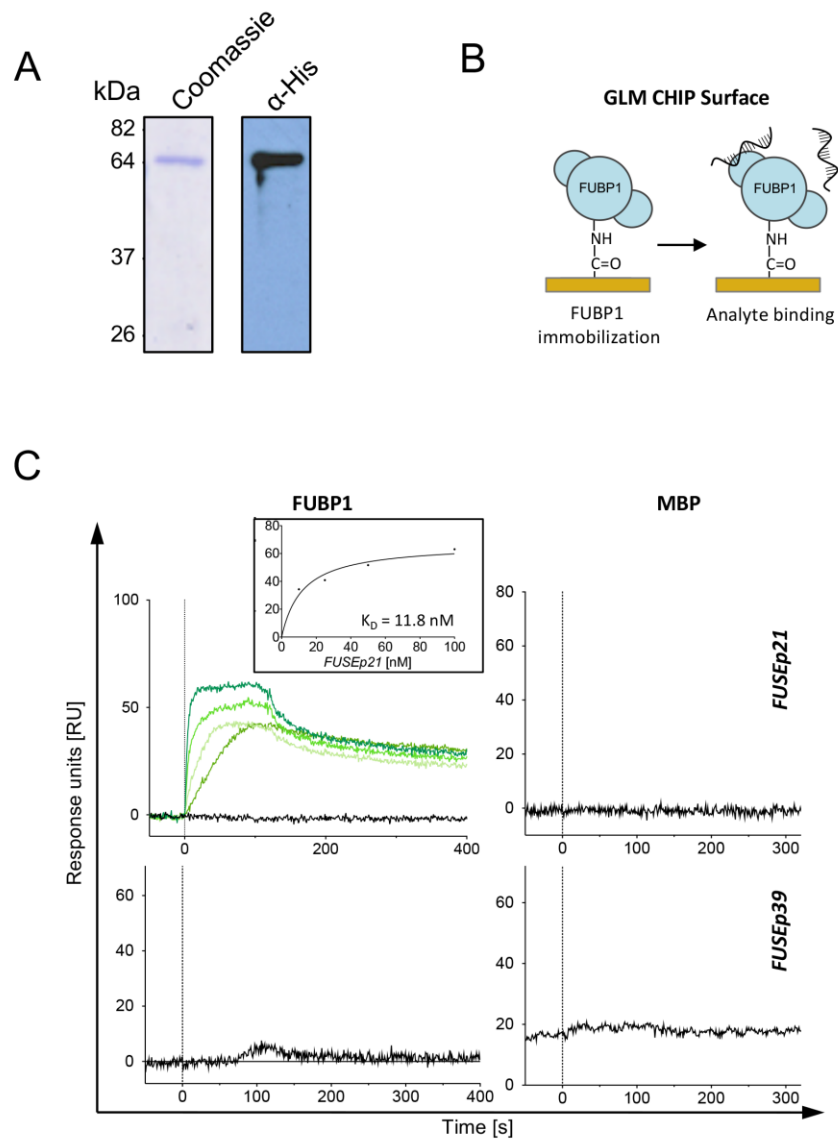 A
Coomassie
α-His
kDa
82
64
37
26
B
GLM CHIP Surface
FUBP1
FUBP1
NH
NH
C=O
C=O
FUBP1
immobilization
Analyte binding
C
FUBP1
MBP
80
60
40
20
0
K_D = 11.8 nM
0 20 40 60 80 100
FUSEp21 [nM]
100
50
0
0 200 400
80
60
40
20
0
0 100 200 300
FUSEp21
60
40
20
0
0 100 200 300 400
60
40
20
0
0 100 200 300
FUSEp39
Response units [RU]
Time [s]